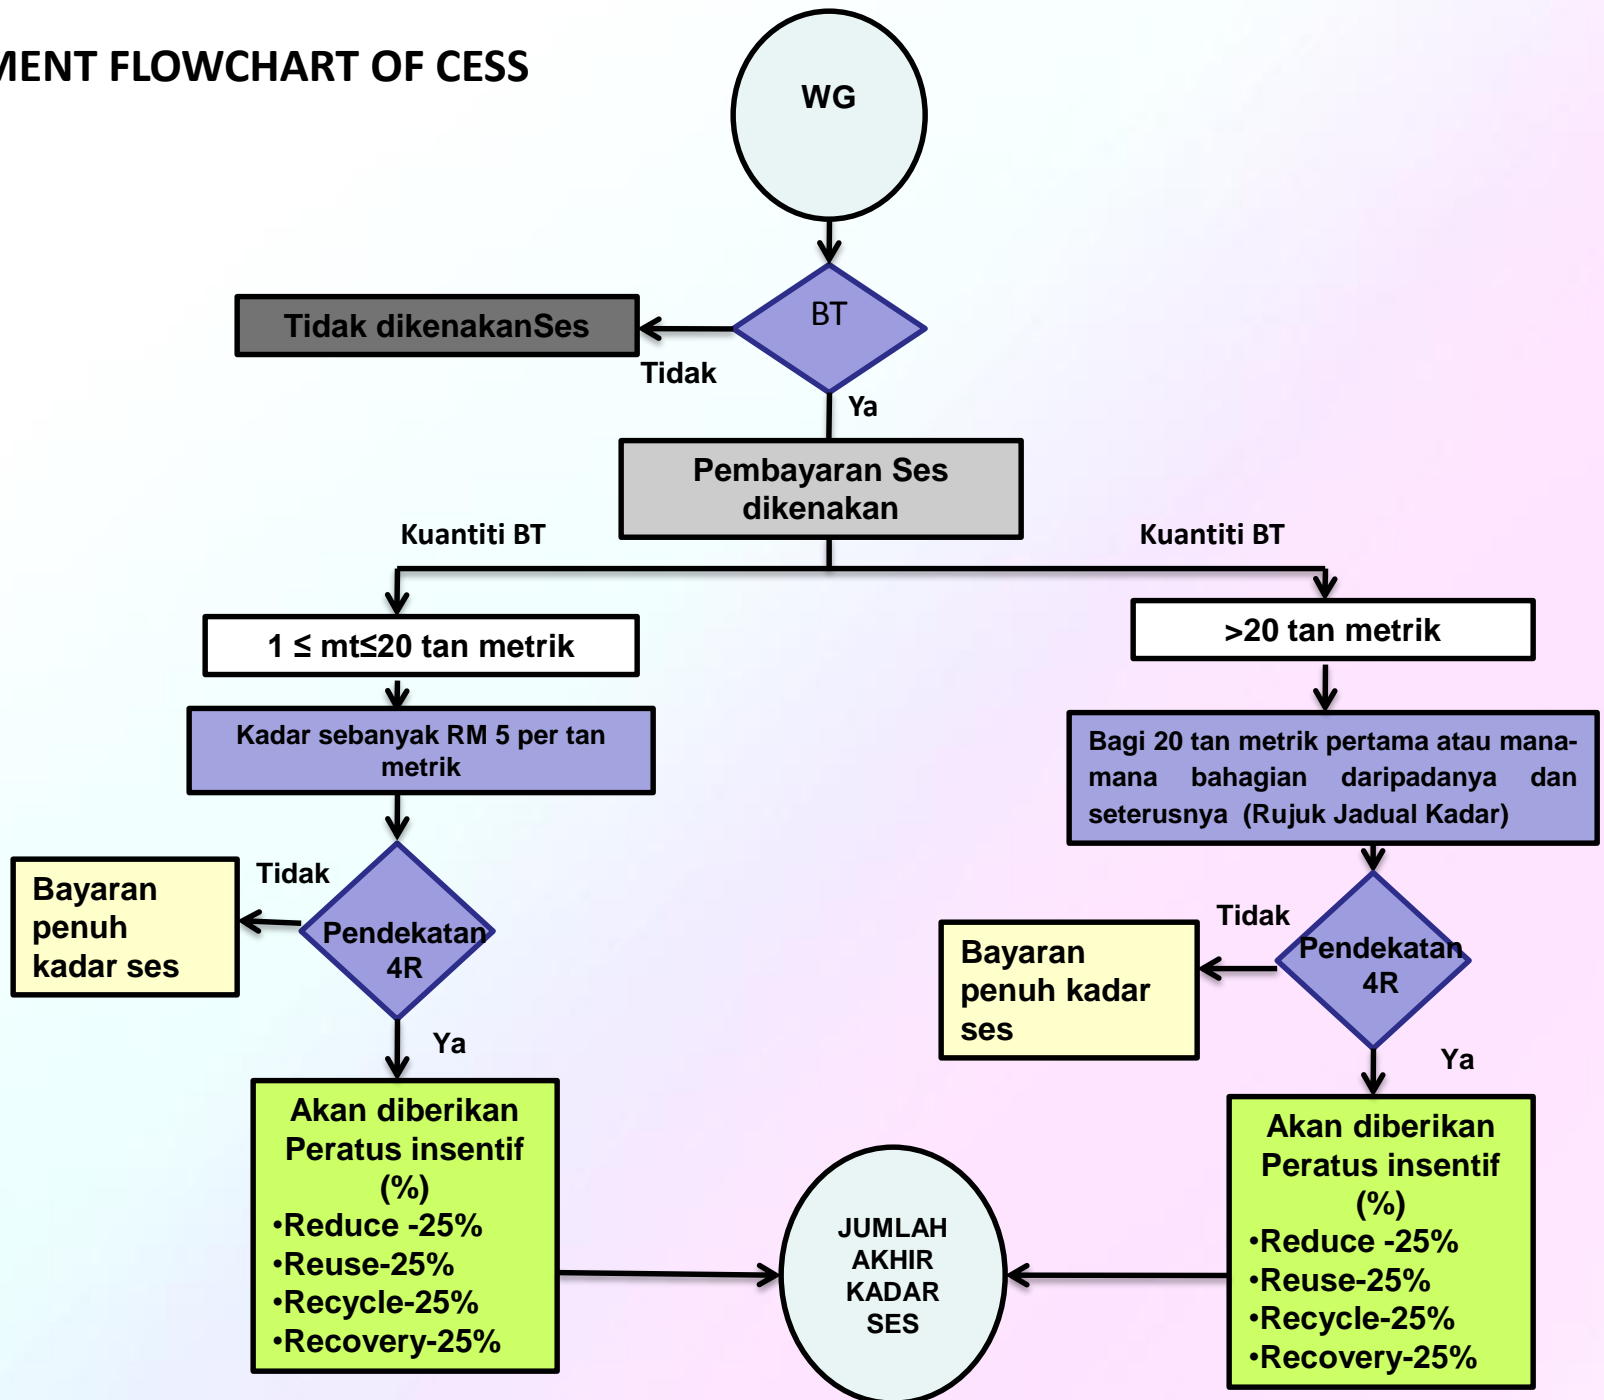 MENT FLOWCHART OF CESS
WG
BT
Tidak dikenakanSes
Tidak
Ya
Pembayaran Ses
dikenakan
Kuantiti BT
Kuantiti BT
1 ≤ mt≤20 tan metrik
>20 tan metrik
Kadar sebanyak RM 5 per tan
metrik
Bagi 20 tan metrik pertama atau mana-
mana bahagian daripadanya dan
seterusnya (Rujuk Jadual Kadar)
Tidak
Bayaran
penuh
kadar ses
Pendekatan
4R
Ya
Tidak
Bayaran
penuh kadar
ses
Pendekatan
4R
Ya
Akan diberikan
Peratus insentif
(%)
•Reduce -25%
•Reuse-25%
•Recycle-25%
•Recovery-25%
JUMLAH
AKHIR
KADAR
SES
Akan diberikan
Peratus insentif
(%)
•Reduce -25%
•Reuse-25%
•Recycle-25%
•Recovery-25%